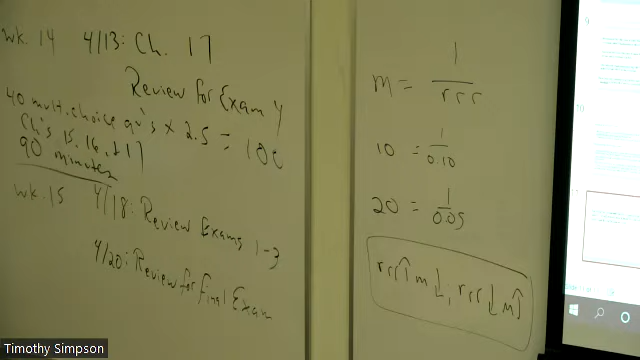 wk. 14 4/13: Ch. 17
Review for Exam 4
40 mult.choice qu's x 2.5 = 100
Ch's 15, 16, + 17
90 minutes
wk. 15 4/18: Review Exams 1-3
4/20: Review for Final Exam
m = 1/rrr
10 = 1/0.10
20 = 1/0.05
rrr↑ m↓; rrr↓ m↑
Timothy Simpson